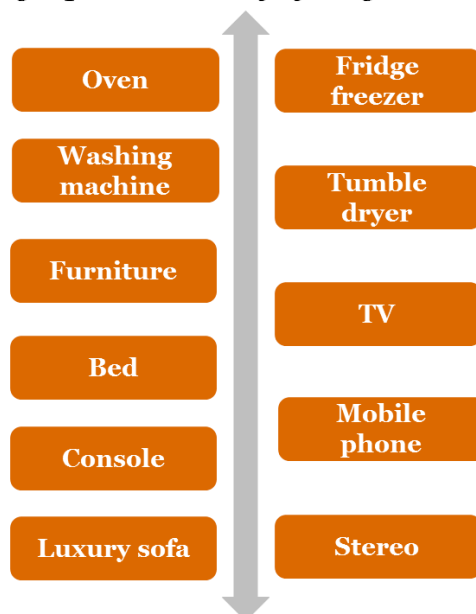 Oven
Fridge
freezer
Washing
machine
Tumble
dryer
Furniture
TV
Bed
Mobile
phone
Console
Luxury sofa
Stereo